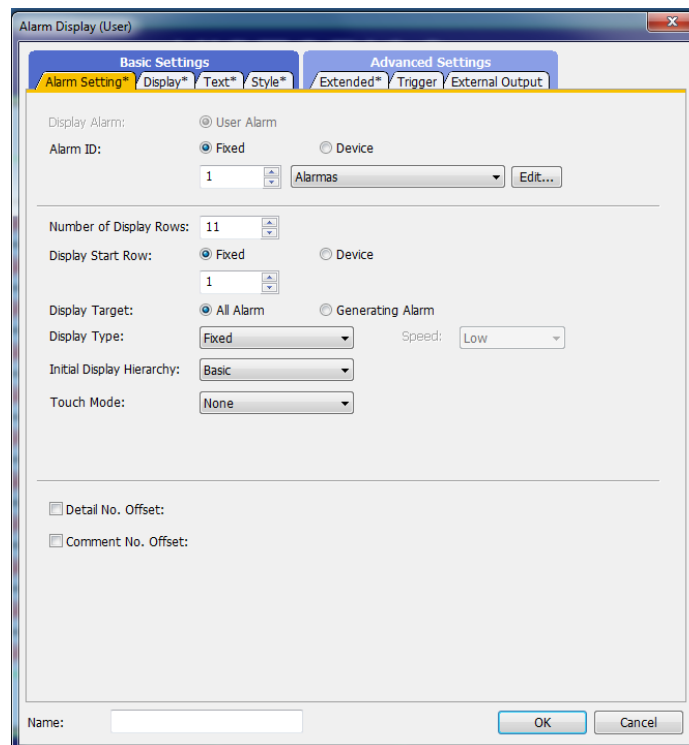 Alarm Display (User)
Basic Settings Advanced Settings
Alarm Setting* Display* Text* Style* Extended* Trigger External Output
Display Alarm: User Alarm
Alarm ID: Fixed Device
1 Alarmas Edit...
Number of Display Rows: 11
Display Start Row: Fixed Device
1
Display Target: All Alarm Generating Alarm
Display Type: Fixed Speed: Low
Initial Display Hierarchy: Basic
Touch Mode: None
Detail No. Offset:
Comment No. Offset:
Name: OK Cancel